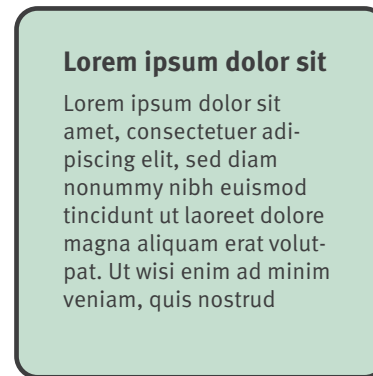 Lorem ipsum dolor sit
Lorem ipsum dolor sit
amet, consectetuer adi-
piscing elit, sed diam
nonummy nibh euismod
tincidunt ut laoreet dolore
magna aliquam erat volut-
pat. Ut wisi enim ad minim
veniam, quis nostrud